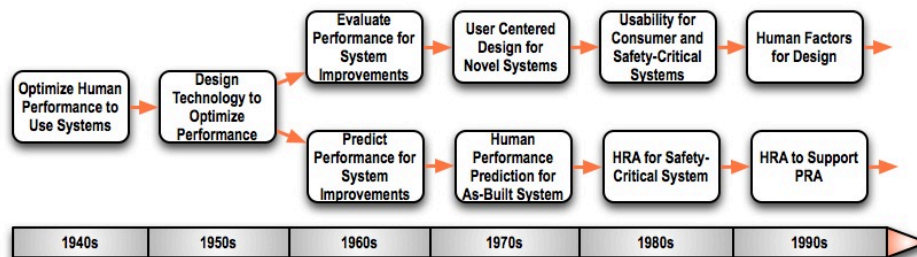 Evaluate
Performance for
System
Improvements
User Centered
Design for
Novel Systems
Usability for
Consumer and
Safety-Critical
Systems
Human Factors
for Design
Optimize Human
Performance to
Use Systems
Design
Technology to
Optimize
Performance
Predict
Performance for
System
Improvements
Human
Performance
Prediction for
As-Built System
HRA for Safety-
Critical System
HRA to Support
PRA
1940s
1950s
1960s
1970s
1980s
1990s